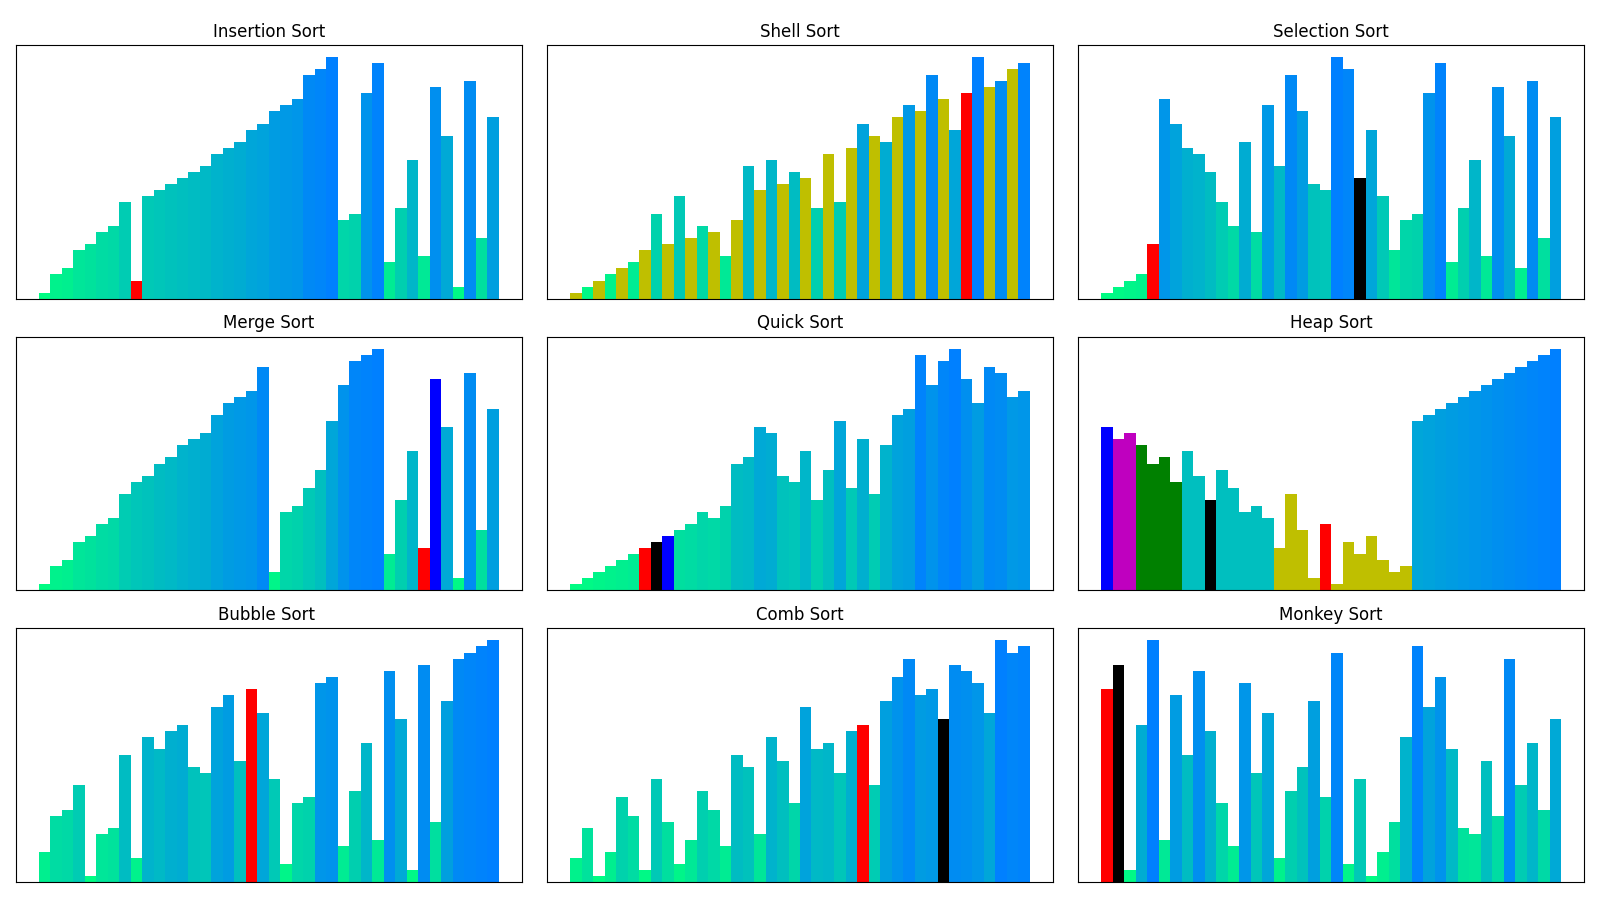 Insertion Sort
Shell Sort
Selection Sort
Merge Sort
Quick Sort
Heap Sort
Bubble Sort
Comb Sort
Monkey Sort